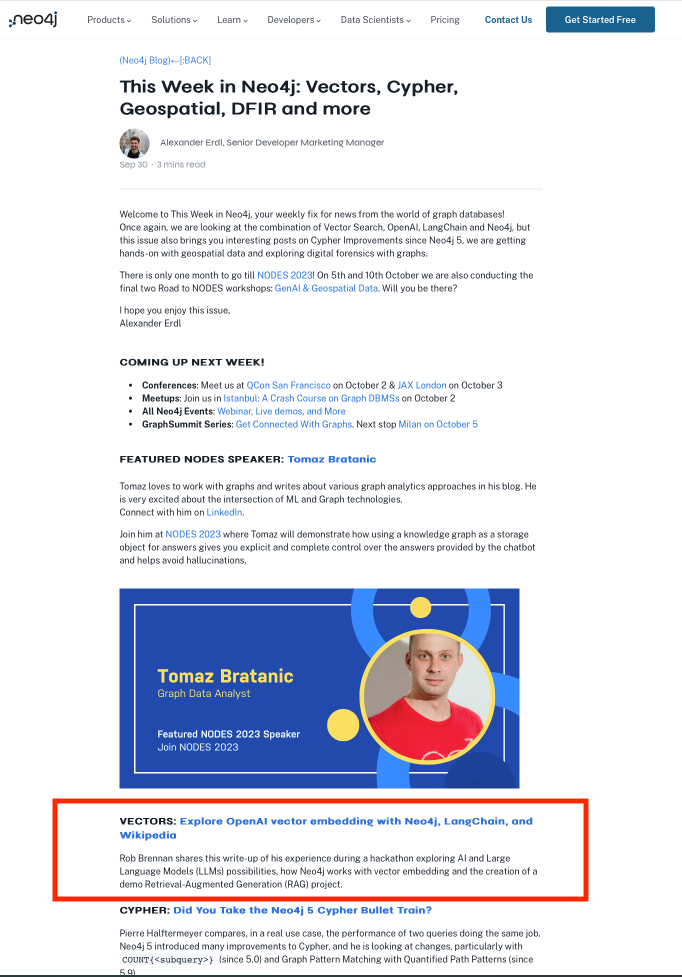 neo4j
Products Solutions Learn Developers Data Scientists Pricing Contact Us Get Started Free
(Neo4j Blog)←[:BACK]
This Week in Neo4j: Vectors, Cypher,
Geospatial, DFIR and more
Alexander Erdl, Senior Developer Marketing Manager
Sep 30 · 3 mins read
Welcome to This Week in Neo4j, your weekly fix for news from the world of graph databases!
Once again, we are looking at the combination of Vector Search, OpenAI, LangChain and Neo4j, but
this issue also brings you interesting posts on Cypher Improvements since Neo4j 5, we are getting
hands-on with geospatial data and exploring digital forensics with graphs.
There is only one month to go till NODES 2023! On 5th and 10th October we are also conducting the
final two Road to NODES workshops: GenAI & Geospatial Data. Will you be there?
I hope you enjoy this issue,
Alexander Erdl
COMING UP NEXT WEEK!
• Conferences: Meet us at QCon San Francisco on October 2 & JAX London on October 3
• Meetups: Join us in Istanbul: A Crash Course on Graph DBMSs on October 2
• All Neo4j Events: Webinar, Live demos, and More
• GraphSummit Series: Get Connected With Graphs. Next stop Milan on October 5
FEATURED NODES SPEAKER: Tomaz Bratanic
Tomaz loves to work with graphs and writes about various graph analytics approaches in his blog. He
is very excited about the intersection of ML and Graph technologies.
Connect with him on LinkedIn.
Join him at NODES 2023 where Tomaz will demonstrate how using a knowledge graph as a storage
object for answers gives you explicit and complete control over the answers provided by the chatbot
and helps avoid hallucinations.
Tomaz Bratanic
Graph Data Analyst
Featured NODES 2023 Speaker
Join NODES 2023
VECTORS: Explore OpenAI vector embedding with Neo4j, LangChain, and
Wikipedia
Rob Brennan shares this write-up of his experience during a hackathon exploring AI and Large
Language Models (LLMs) possibilities, how Neo4j works with vector embedding and the creation of a
demo Retrieval-Augmented Generation (RAG) project.
CYPHER: Did You Take the Neo4j 5 Cypher Bullet Train?
Pierre Halftermeyer compares, in a real use case, the performance of two queries doing the same job.
Neo4j 5 introduced many improvements to Cypher, and he is looking at changes, particularly with
COUNT{<subquery>} (since 5.0) and Graph Pattern Matching with Quantified Path Patterns (since
5.9)